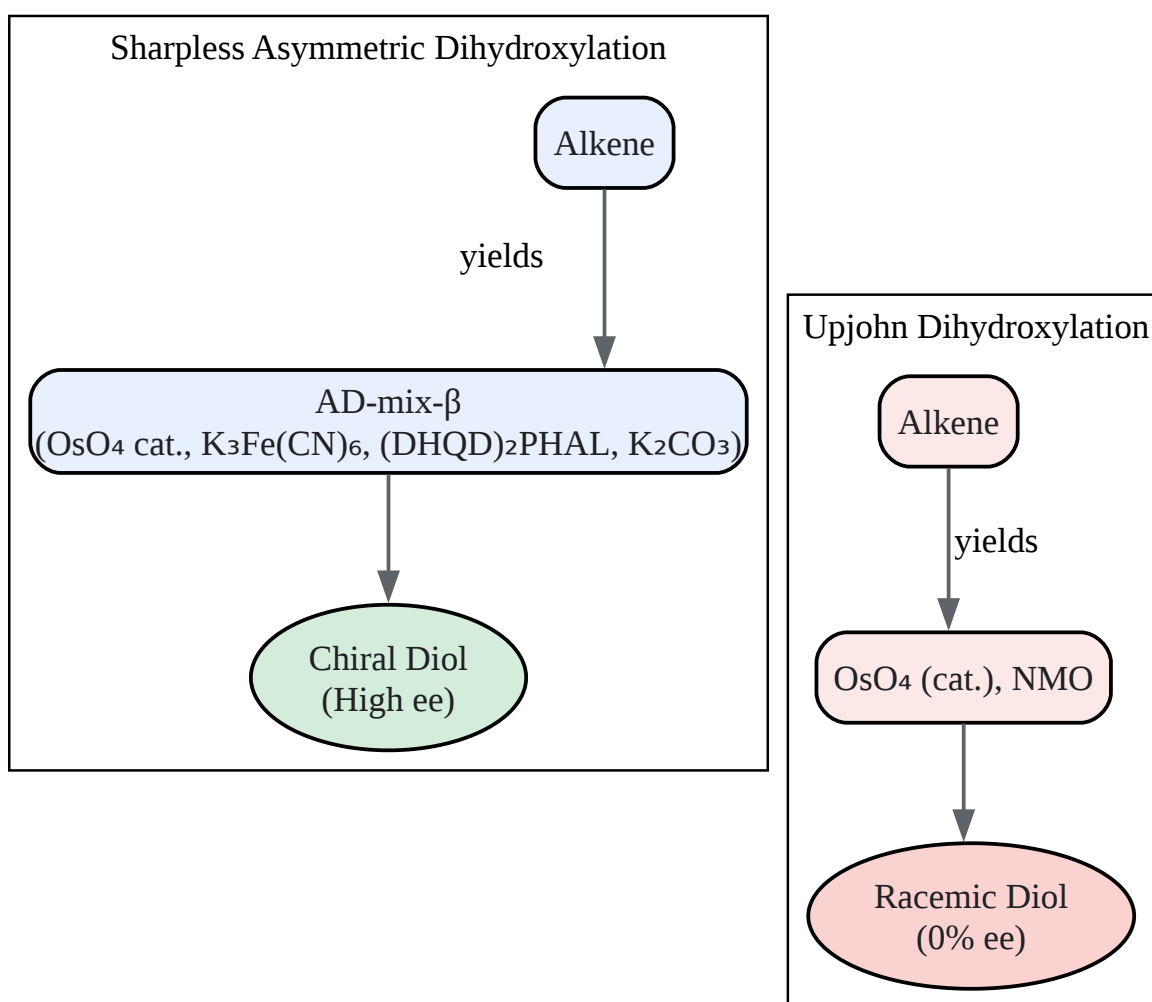 Sharpless Asymmetric Dihydroxylation
Alkene
yields
AD-mix-β
(OsO₄ cat., K₃Fe(CN)₆, (DHQD)₂PHAL, K₂CO₃)
Chiral Diol
(High ee)
Upjohn Dihydroxylation
Alkene
yields
OsO₄ (cat.), NMO
Racemic Diol
(0% ee)